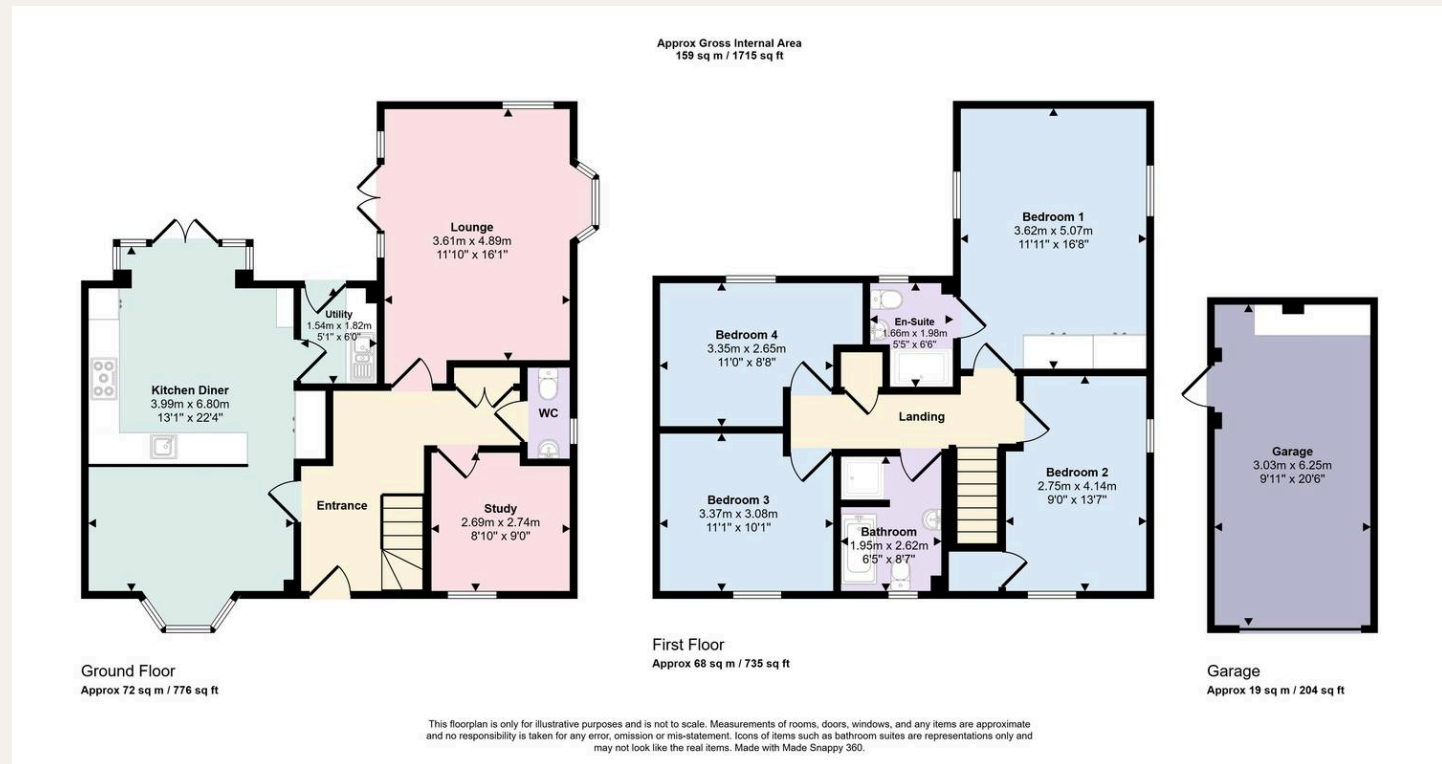 Approx Gross Internal Area
159 sq m / 1715 sq ft
Lounge
3.61m x 4.89m
11'10" x 16'1"
Utility
1.54m x 1.82m
5'1" x 6'0"
Kitchen Diner
3.99m x 6.80m
13'1" x 22'4"
WC
Entrance
Study
2.69m x 2.74m
8'10" x 9'0"
Ground Floor
Approx 72 sq m / 776 sq ft
Bedroom 1
3.62m x 5.07m
11'11" x 16'8"
En-Suite
1.66m x 1.98m
5'5" x 6'6"
Bedroom 4
3.35m x 2.65m
11'0" x 8'8"
Landing
Bedroom 2
2.75m x 4.14m
9'0" x 13'7"
Bedroom 3
3.37m x 3.08m
11'1" x 10'1"
Bathroom
1.95m x 2.62m
6'5" x 8'7"
First Floor
Approx 68 sq m / 735 sq ft
Garage
3.03m x 6.25m
9'11" x 20'6"
Garage
Approx 19 sq m / 204 sq ft
This floorplan is only for illustrative purposes and is not to scale. Measurements of rooms, doors, windows, and any items are approximate
and no responsibility is taken for any error, omission or mis-statement. Icons of items such as bathroom suites are representations only and
may not look like the real items. Made with Made Snappy 360.